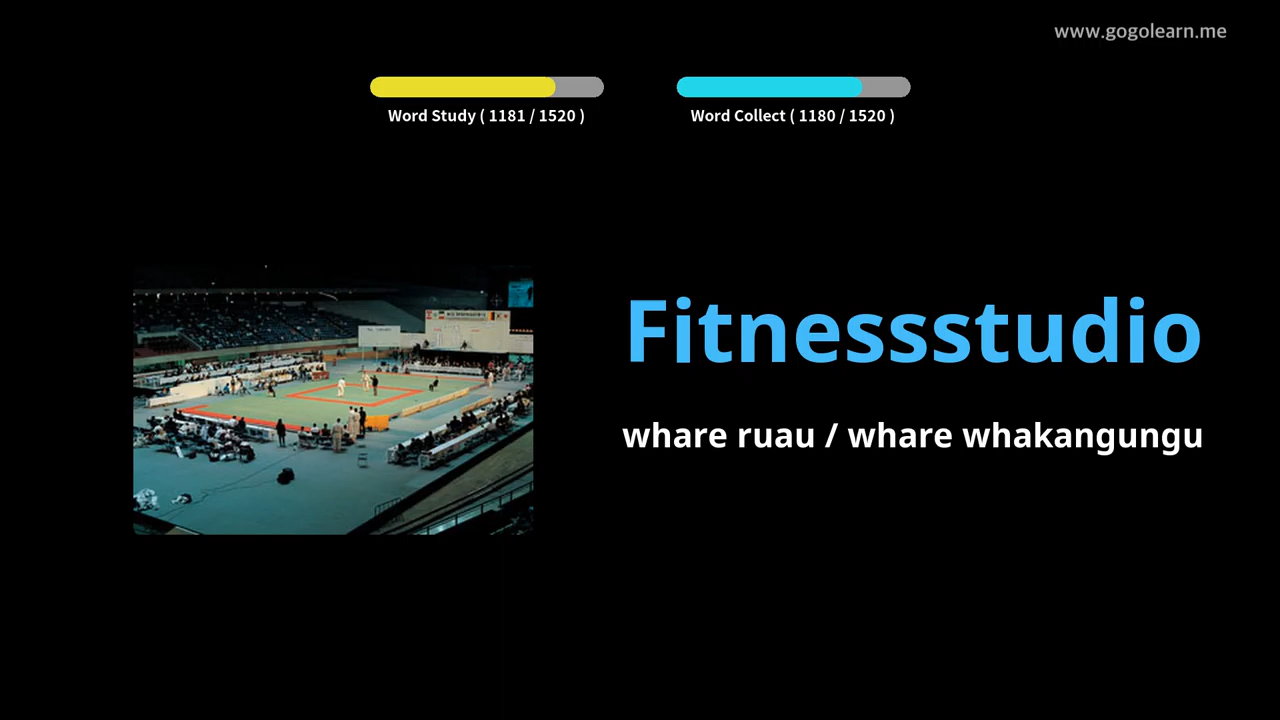 www.gogolearn.me
Word Study ( 1181 / 1520 )
Word Collect ( 1180 / 1520 )
Fitnessstudio
whare ruau / whare whakangungu